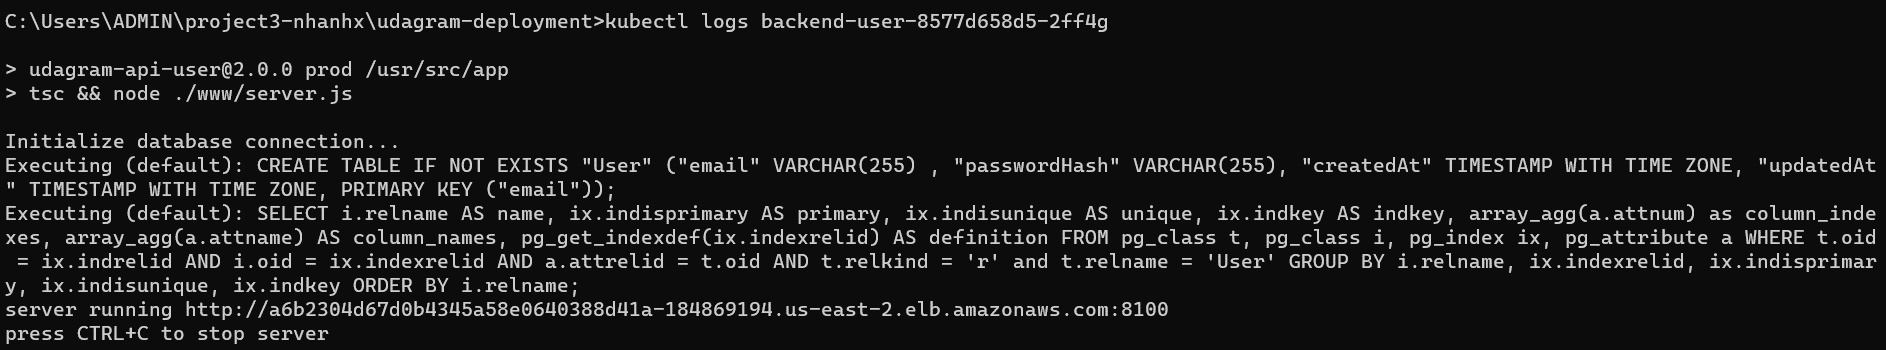 C:\Users\ADMIN\project3-nhanhx\udagram-deployment>kubectl logs backend-user-8577d658d5-2ff4g
> udagram-api-user@2.0.0 prod /usr/src/app
> tsc && node ./www/server.js
Initialize database connection...
Executing (default): CREATE TABLE IF NOT EXISTS "User" ("email" VARCHAR(255) , "passwordHash" VARCHAR(255), "createdAt" TIMESTAMP WITH TIME ZONE, "updatedAt
" TIMESTAMP WITH TIME ZONE, PRIMARY KEY ("email"));
Executing (default): SELECT i.relname AS name, ix.indisprimary AS primary, ix.indisunique AS unique, ix.indkey AS indkey, array_agg(a.attnum) as column_inde
xes, array_agg(a.attname) AS column_names, pg_get_indexdef(ix.indexrelid) AS definition FROM pg_class t, pg_class i, pg_index ix, pg_attribute a WHERE t.oid
 = ix.indrelid AND i.oid = ix.indexrelid AND a.attrelid = t.oid AND t.relkind = 'r' and t.relname = 'User' GROUP BY i.relname, ix.indexrelid, ix.indisprimar
y, ix.indisunique, ix.indkey ORDER BY i.relname;
server running http://a6b2304d67d0b4345a58e0640388d41a-184869194.us-east-2.elb.amazonaws.com:8100
press CTRL+C to stop server